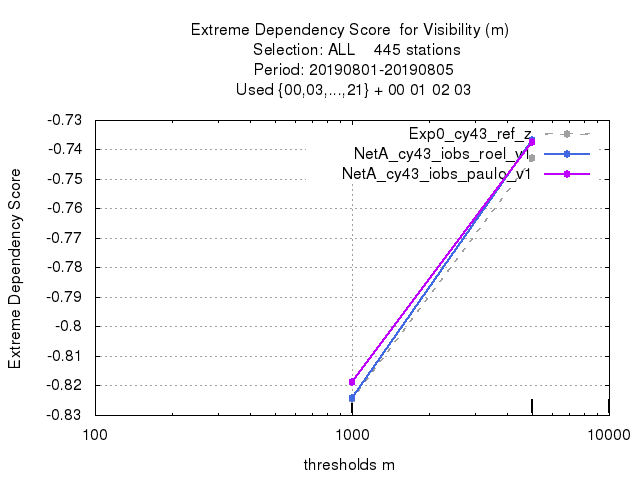 Extreme Dependency Score  for Visibility (m)
Selection: ALL    445 stations
Period: 20190801-20190805
Used {00,03,...,21} + 00 01 02 03
Exp0_cy43_ref_z
NetA_cy43_iobs_roel_v1
NetA_cy43_iobs_paulo_v1
Extreme Dependency Score
-0.73
-0.74
-0.75
-0.76
-0.77
-0.78
-0.79
-0.8
-0.81
-0.82
-0.83
100 1000 10000
thresholds m